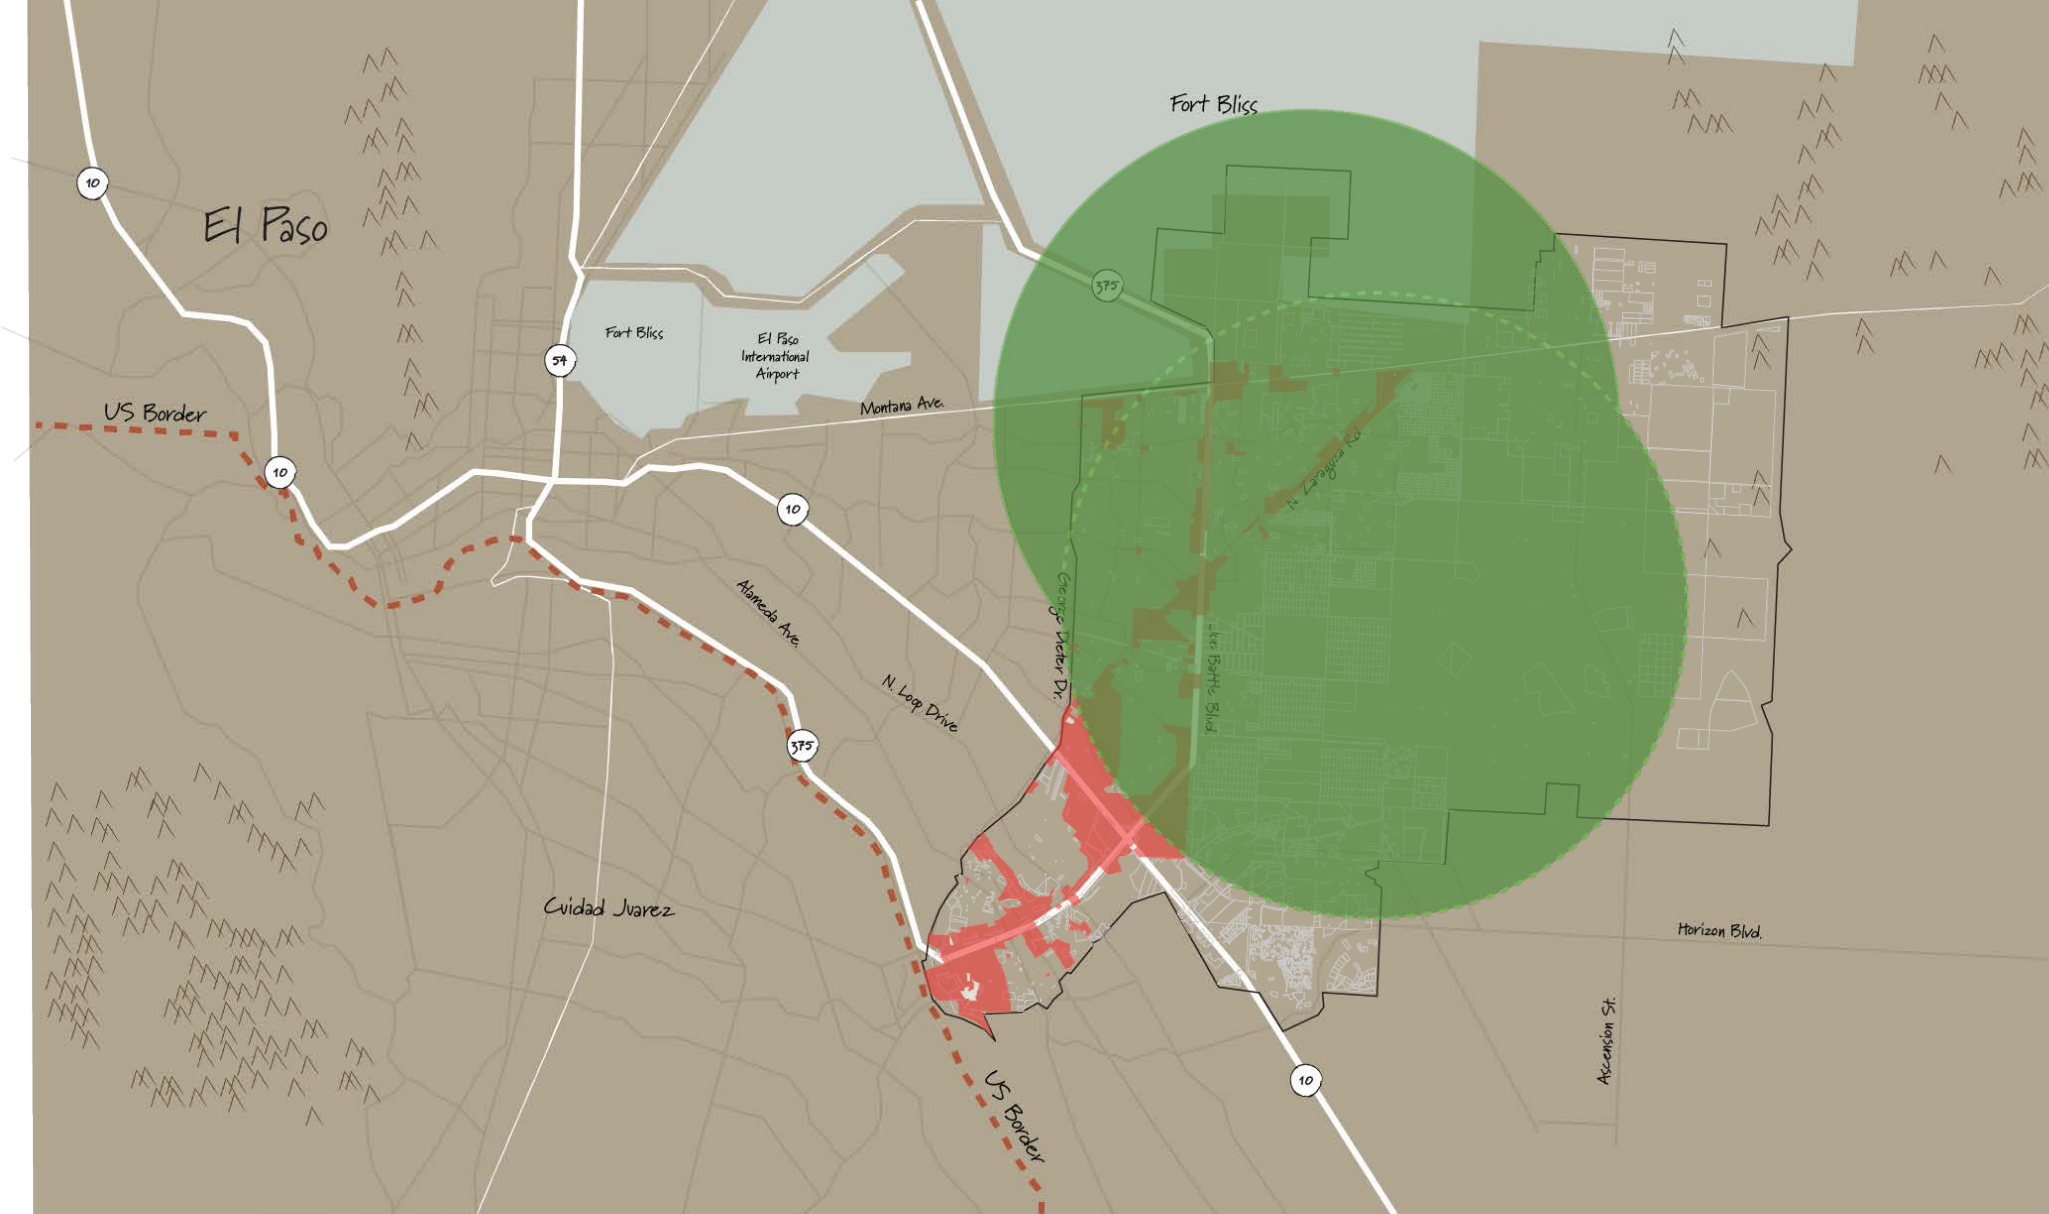 Fort Bliss
10
El Paso
375
Fort Bliss
El Paso
International
Airport
54
US Border
Montana Ave.
10
N. Zaragoza Rd
10
Alameda Ave.
George Dieter Dr.
Joe Battle Blvd
N. Loop Drive
375
Cuidad Juarez
Horizon Blvd.
Ascension St.
10
US Border